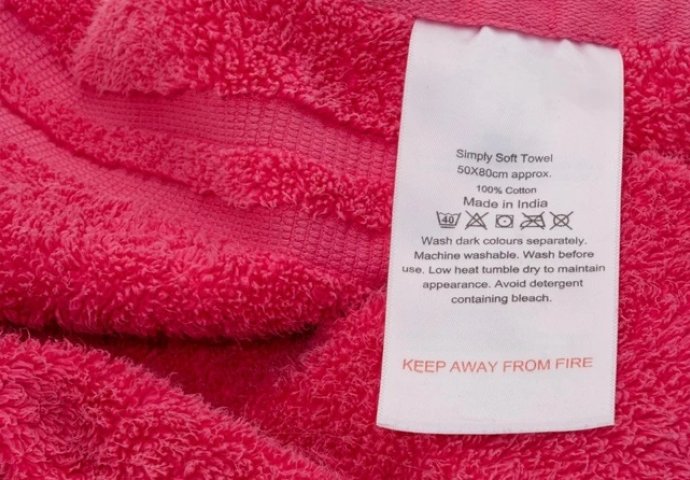 Simply Soft Towel
50X80cm approx.
100% Cotton
Made in India
40
Wash dark colours separately.
Machine washable. Wash before
use. Low heat tumble dry to maintain
appearance. Avoid detergent
containing bleach.
KEEP AWAY FROM FIRE